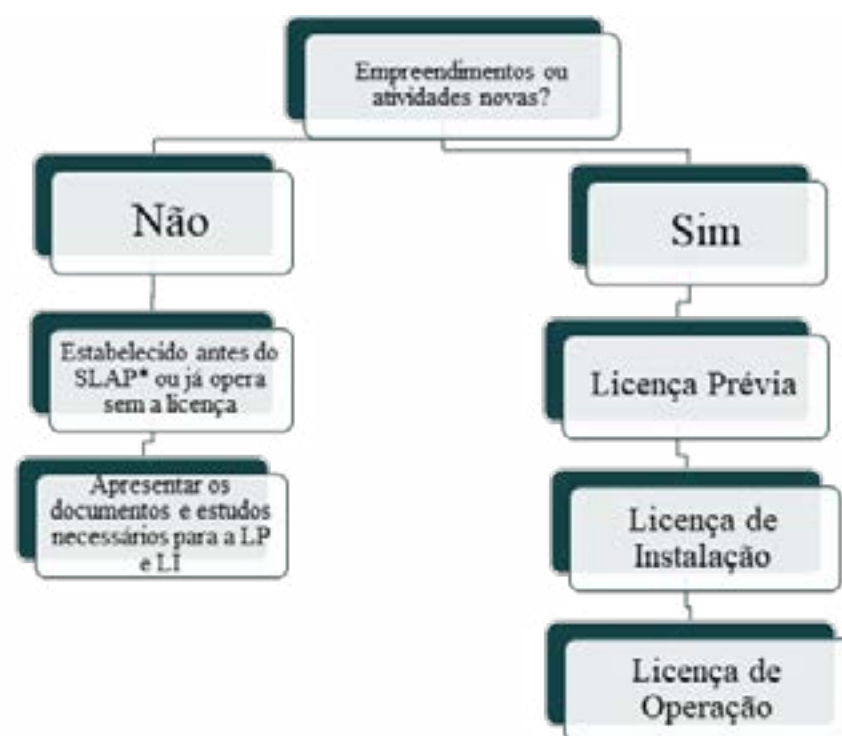 Empreendimentos ou
atividades novas?
Não
Sim
Estabelecido antes do
SLAP* ou já opera
sem a licença
Licença Prévia
Apresentar os
documentos e estudos
necessários para a LP
e LI
Licença de
Instalação
Licença de
Operação